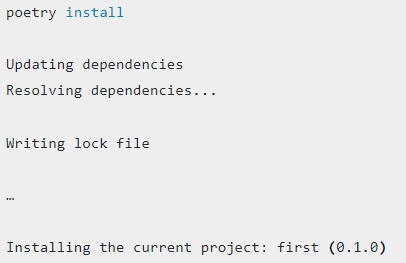 poetry install
Updating dependencies
Resolving dependencies...
Writing lock file
…
Installing the current project: first (0.1.0)